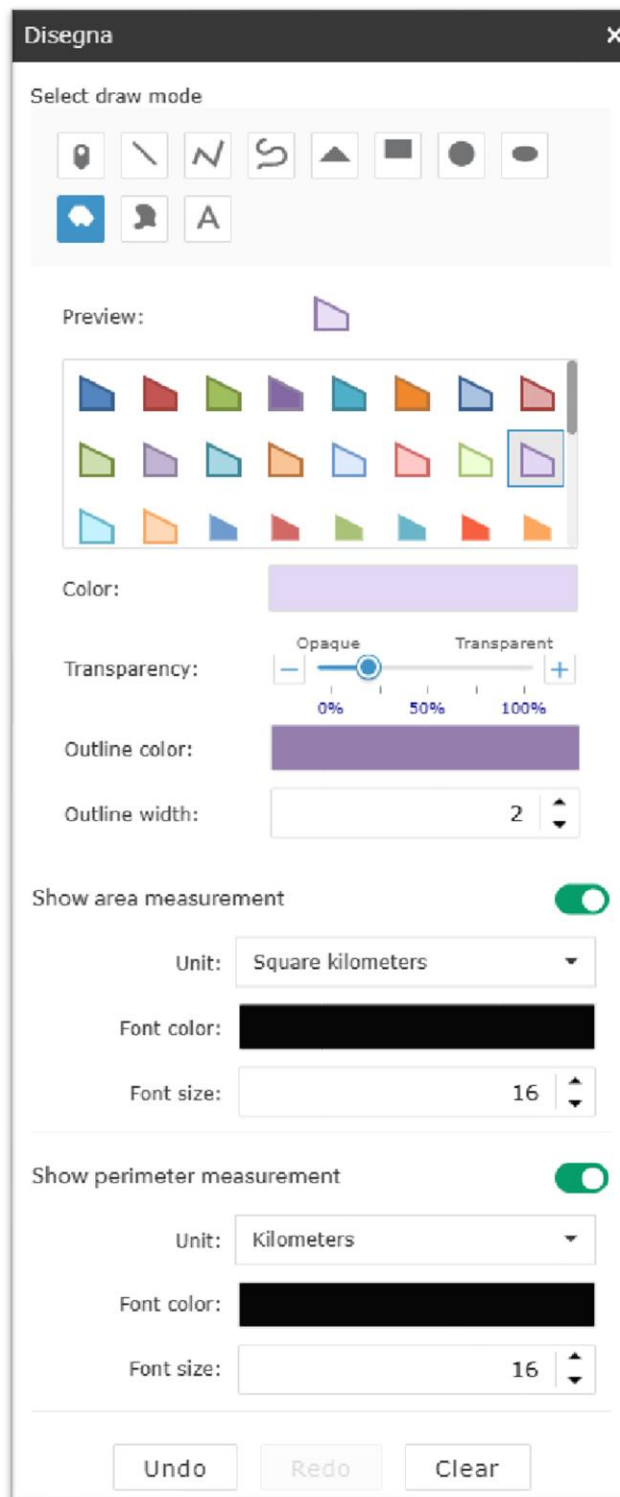 Disegna ×
Select draw mode
A
Preview:
Color:
Opaque Transparent
Transparency: − +
0% 50% 100%
Outline color:
Outline width: 2
Show area measurement
Unit: Square kilometers
Font color:
Font size: 16
Show perimeter measurement
Unit: Kilometers
Font color:
Font size: 16
Undo Redo Clear